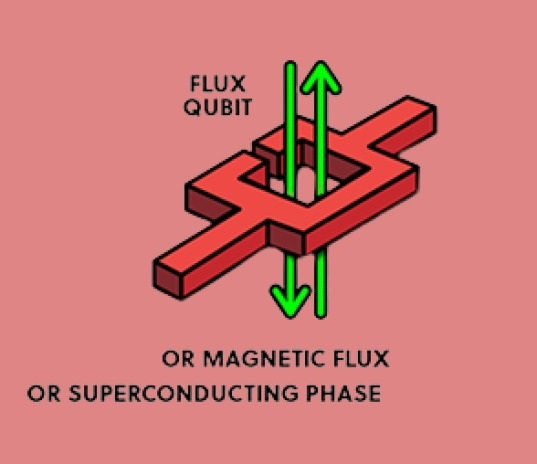 FLUX
QUBIT
OR MAGNETIC FLUX
OR SUPERCONDUCTING PHASE